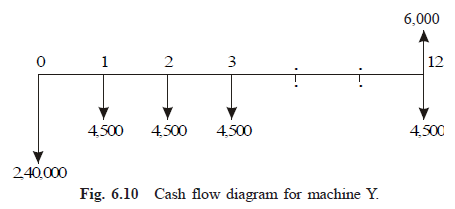 6,000
0 1 2 3 12
4,500 4,500 4,500 4,500
2,40,000
Fig. 6.10 Cash flow diagram for machine Y.